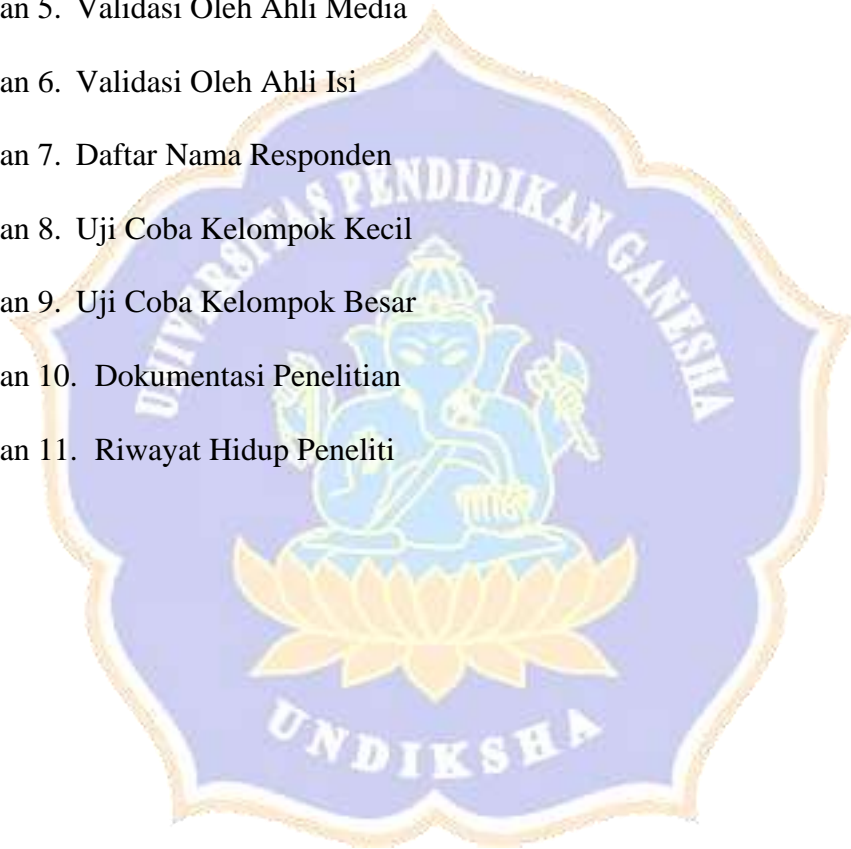 an 5. Validasi Oleh Ahli Media
an 6. Validasi Oleh Ahli Isi
an 7. Daftar Nama Responden
an 8. Uji Coba Kelompok Kecil
an 9. Uji Coba Kelompok Besar
an 10. Dokumentasi Penelitian
an 11. Riwayat Hidup Peneliti
UNIVERSITAS PENDIDIKAN GANESHA
UNDIKSHA